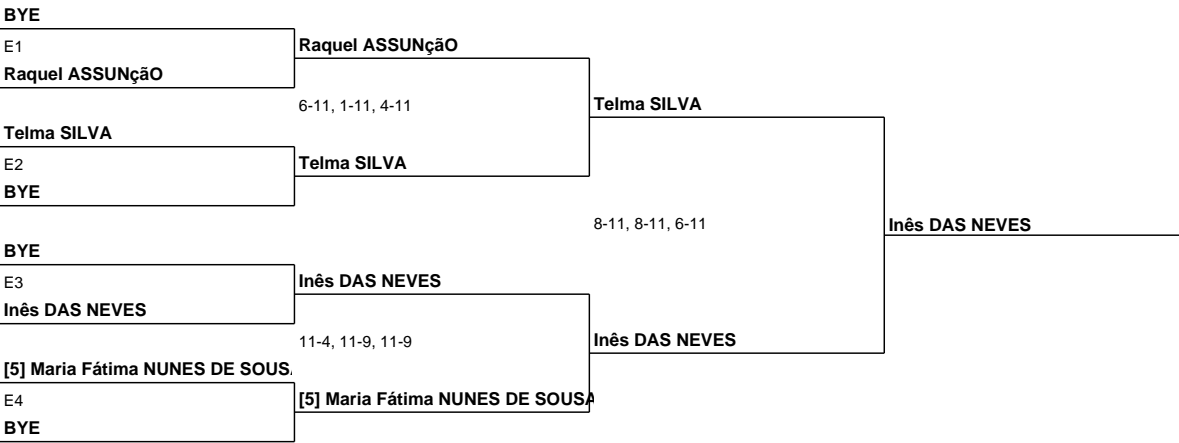 BYE
E1
Raquel ASSUNçãO
Raquel ASSUNçãO
6-11, 1-11, 4-11
Telma SILVA
Telma SILVA
E2
Telma SILVA
BYE
8-11, 8-11, 6-11
Inês DAS NEVES
BYE
E3
Inês DAS NEVES
Inês DAS NEVES
11-4, 11-9, 11-9
Inês DAS NEVES
[5] Maria Fátima NUNES DE SOUS
E4
[5] Maria Fátima NUNES DE SOUSA
BYE